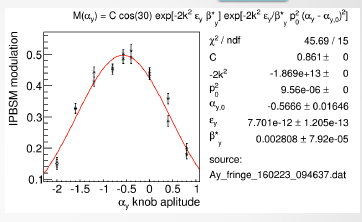 M(αy) = C cos(30) exp[-2k² εy β*y] exp[-2k² εy/β*y p₀² (αy - αy,0)²]
χ² / ndf 45.69 / 15
C 0.861 ± 0
-2k² -1.869e+13 ± 0
p₀² 9.56e-06 ± 0
αy,0 -0.5666 ± 0.01646
εy 7.701e-12 ± 1.205e-13
β*y 0.002808 ± 7.92e-05
source:
Ay_fringe_160223_094637.dat
IPBSM modulation
0.5
0.4
0.3
0.2
0.1
-2 -1.5 -1 -0.5 0 0.5 1
αy knob aplitude